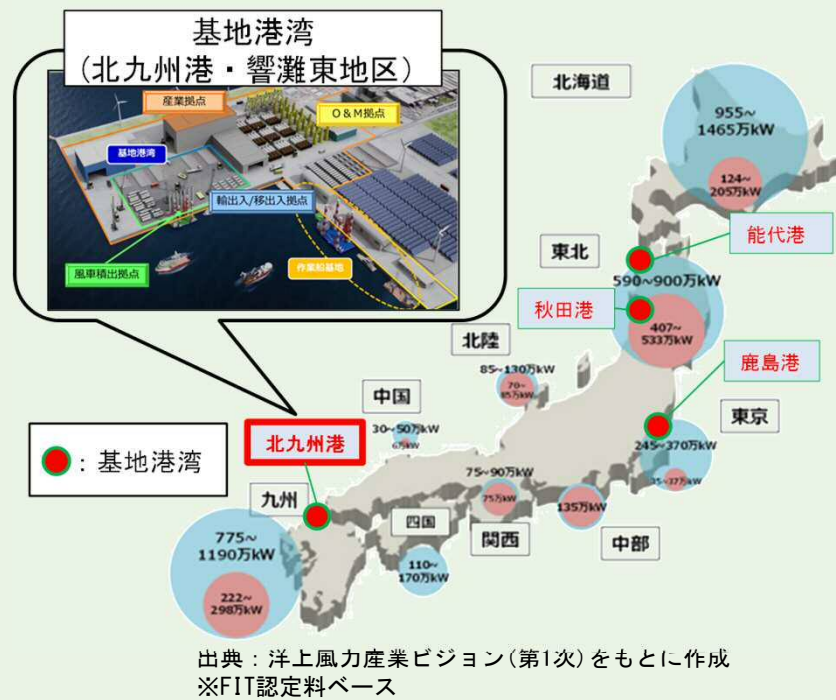 基地港湾
(北九州港・響灘東地区)
産業拠点
O&M拠点
基地港湾
輸出入/移出入拠点
風車積出拠点
作業船基地
北海道
955~
1465万kW
124~
205万kW
能代港
東北
590~900万kW
秋田港
407~
533万kW
北陸
85~130万kW
70~
85万kW
鹿島港
中国
30~50万kW
6万kW
東京
245~370万kW
35~37万kW
北九州港
:基地港湾
九州
775~
1190万kW
222~
298万kW
四国
110~
170万kW
75~90万kW
75万kW
関西
135万kW
中部
出典:洋上風力産業ビジョン(第1次)をもとに作成
※FIT認定料ベース